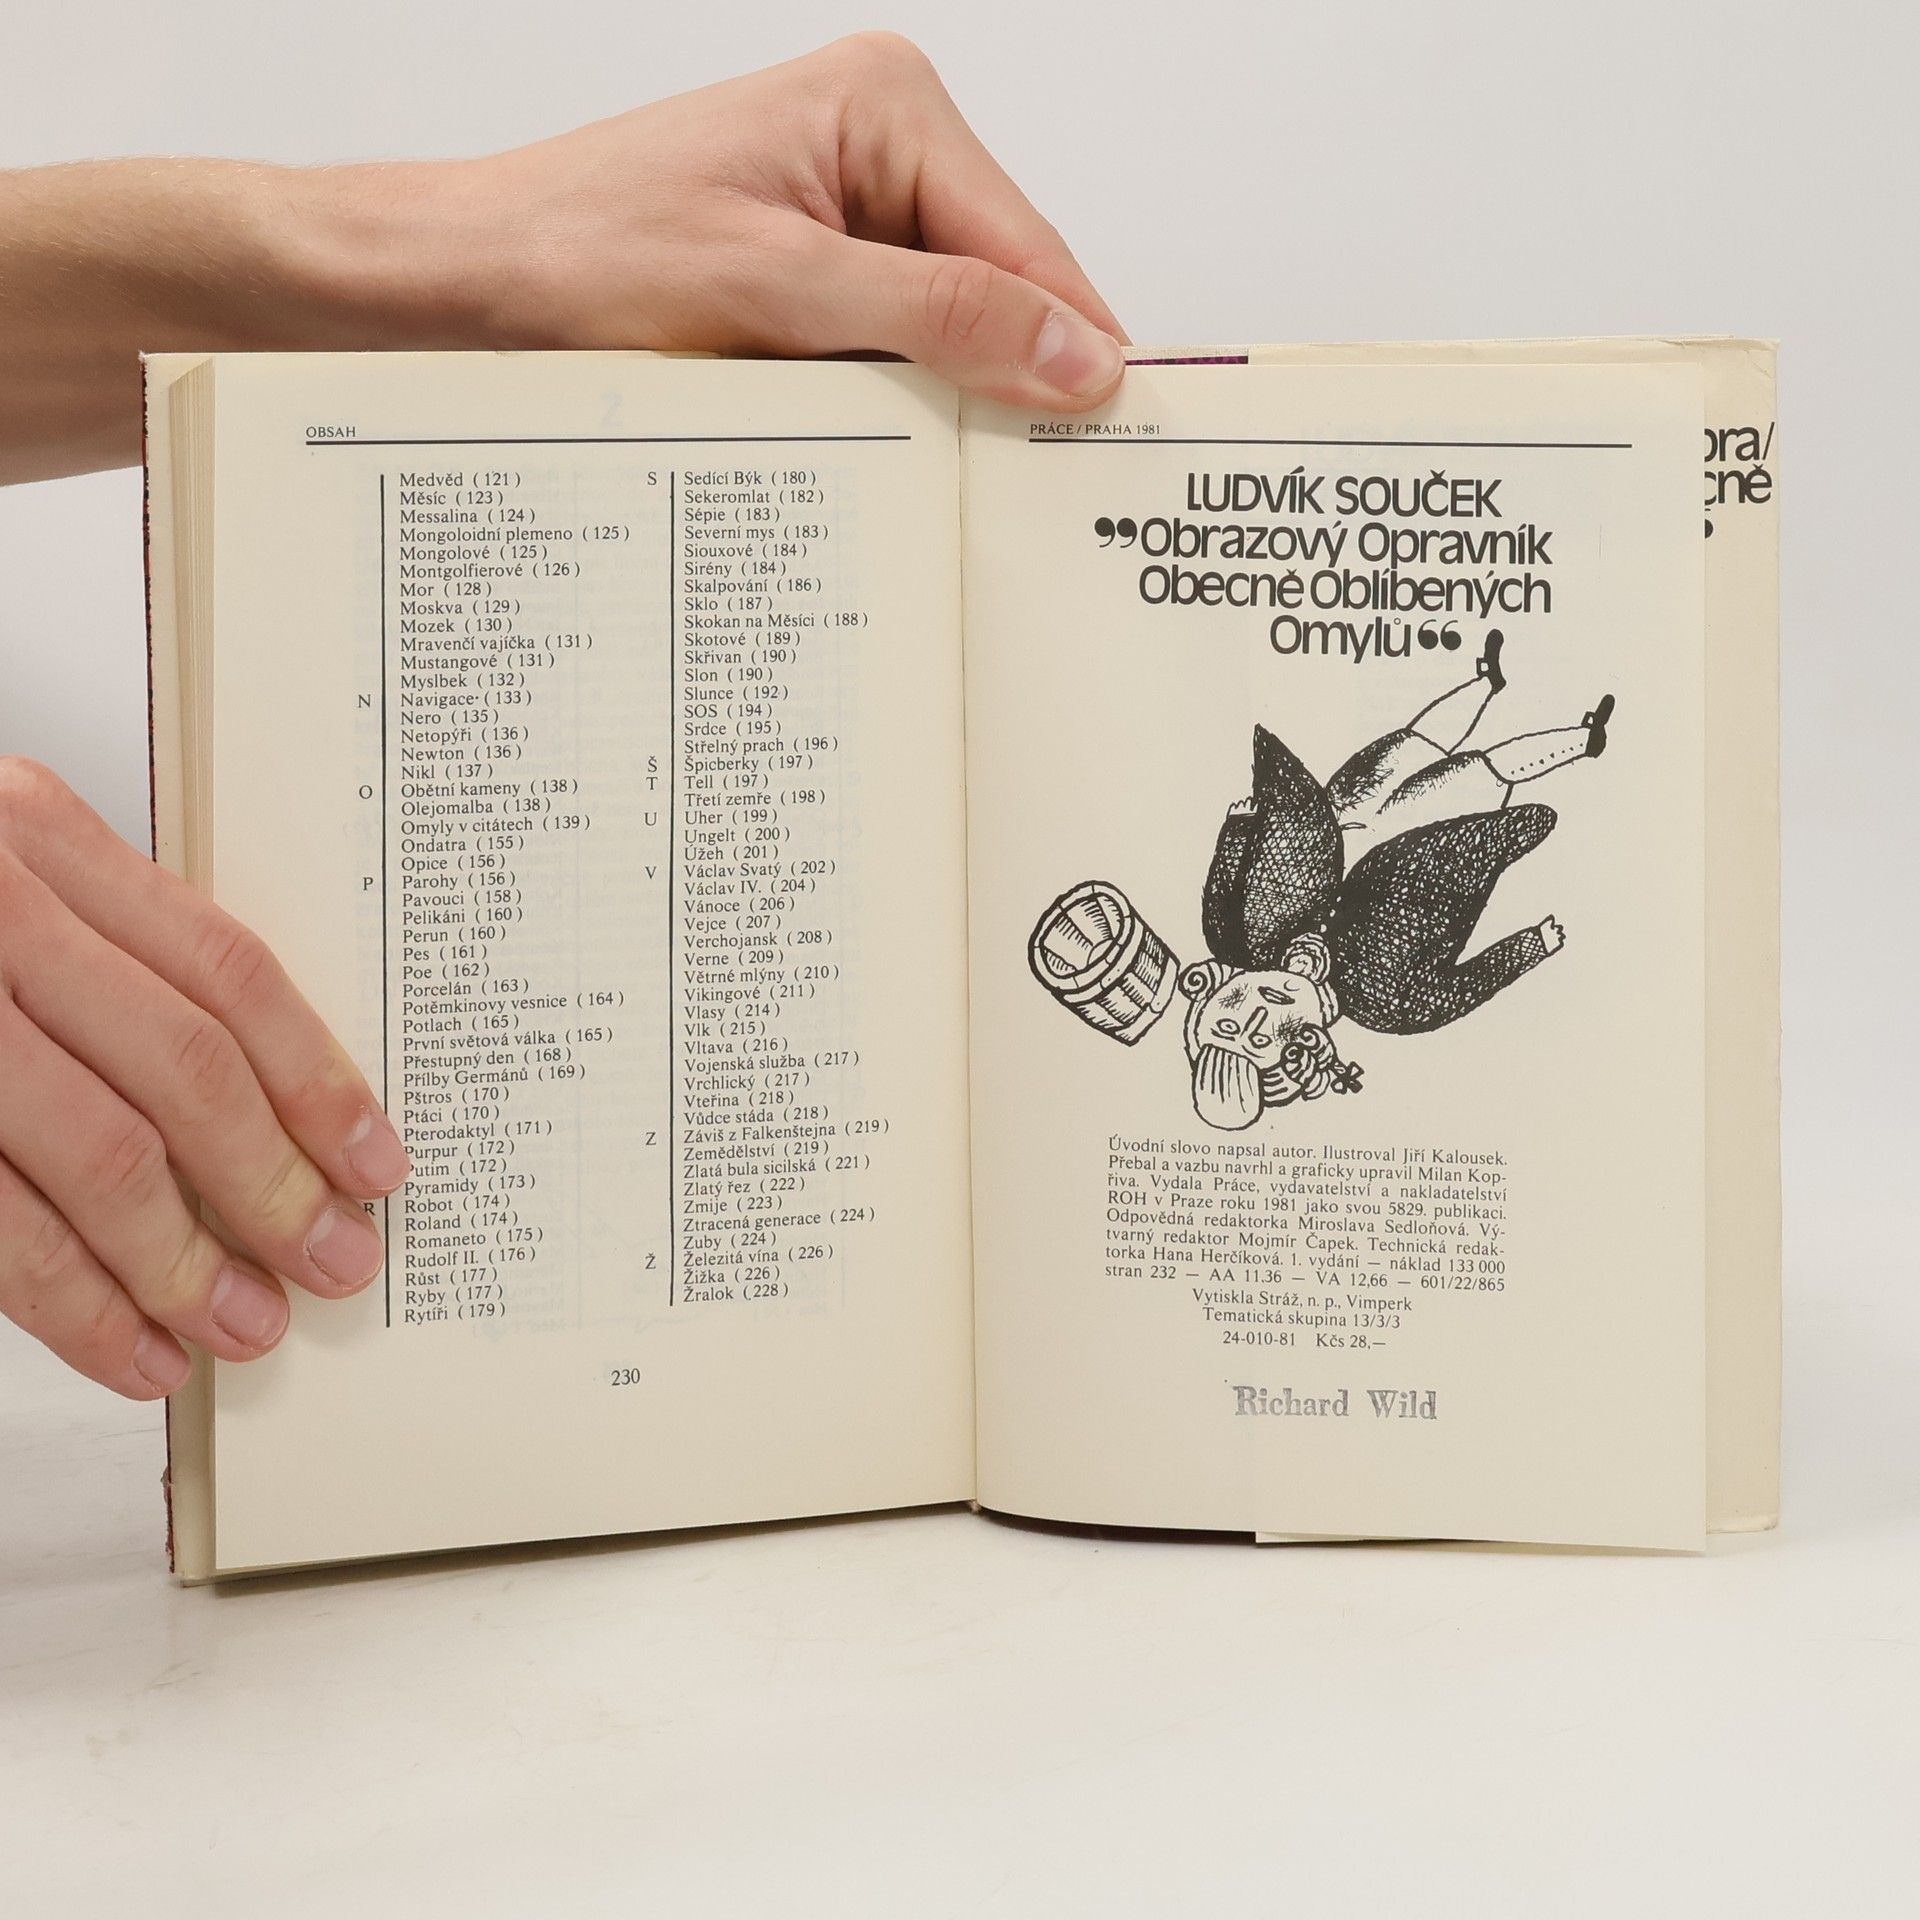 OBSAH
Medvěd (121)
Měsíc (123)
Messalina (124)
Mongoloidní plemeno (125)
Mongolové (125)
Montgolfierové (126)
Mor (128)
Moskva (129)
Mozek (130)
Mravenčí vajíčka (131)
Mustangové (131)
Myslbek (132)
N Navigace (133)
Nero (135)
Netopýři (136)
Newton (136)
Nikl (137)
O Obětní kameny (138)
Olejomalba (138)
Omyly v citátech (139)
Ondatra (155)
Opice (156)
P Parohy (156)
Pavouci (158)
Pelikáni (160)
Perun (160)
Pes (161)
Poe (162)
Porcelán (163)
Potěmkinovy vesnice (164)
Potlach (165)
První světová válka (165)
Přestupný den (168)
Přílby Germánů (169)
Pštros (170)
Ptáci (170)
Pterodaktyl (171)
Purpur (172)
Putim (172)
Pyramidy (173)
R Robot (174)
Roland (174)
Romaneto (175)
Rudolf II. (176)
Růst (177)
Ryby (177)
Rytíři (179)
S Sedící Býk (180)
Sekeromlat (182)
Sépie (183)
Severní mys (183)
Siouxové (184)
Sirény (184)
Skalpování (186)
Sklo (187)
Skokan na Měsíci (188)
Skotové (189)
Skřivan (190)
Slon (190)
Slunce (192)
SOS (194)
Srdce (195)
Střelný prach (196)
Š Špicberky (197)
T Tell (197)
Třetí zemře (198)
U Uher (199)
Ungelt (200)
Úžeh (201)
V Václav Svatý (202)
Václav IV. (204)
Vánoce (206)
Vejce (207)
Verchojansk (208)
Verne (209)
Větrné mlýny (210)
Vikingové (211)
Vlasy (214)
Vlk (215)
Vltava (216)
Vojenská služba (217)
Vrchlický (217)
Vteřina (218)
Vůdce stáda (218)
Z Záviš z Falkenštejna (219)
Zemědělství (219)
Zlatá bula sicilská (221)
Zlatý řez (222)
Zmije (223)
Ztracená generace (224)
Zuby (224)
Ž Železitá vína (226)
Žižka (226)
Žralok (228)
230
PRÁCE / PRAHA 1981
LUDVÍK SOUČEK
„Obrazový Opravník
Obecně Oblíbených
Omylů“
Úvodní slovo napsal autor. Ilustroval Jiří Kalousek.
Přebal a vazbu navrhl a graficky upravil Milan Kop-
řiva. Vydala Práce, vydavatelství a nakladatelství
ROH v Praze roku 1981 jako svou 5829. publikaci.
Odpovědná redaktorka Miroslava Sedloňová. Vý-
tvarný redaktor Mojmír Čapek. Technická redak-
torka Hana Herčíková. 1. vydání — náklad 133 000
stran 232 — AA 11,36 — VA 12,66 — 601/22/865
Vytiskla Stráž, n. p., Vimperk
Tematická skupina 13/3/3
24-010-81 Kčs 28,—
Richard Wild
pra/
cně